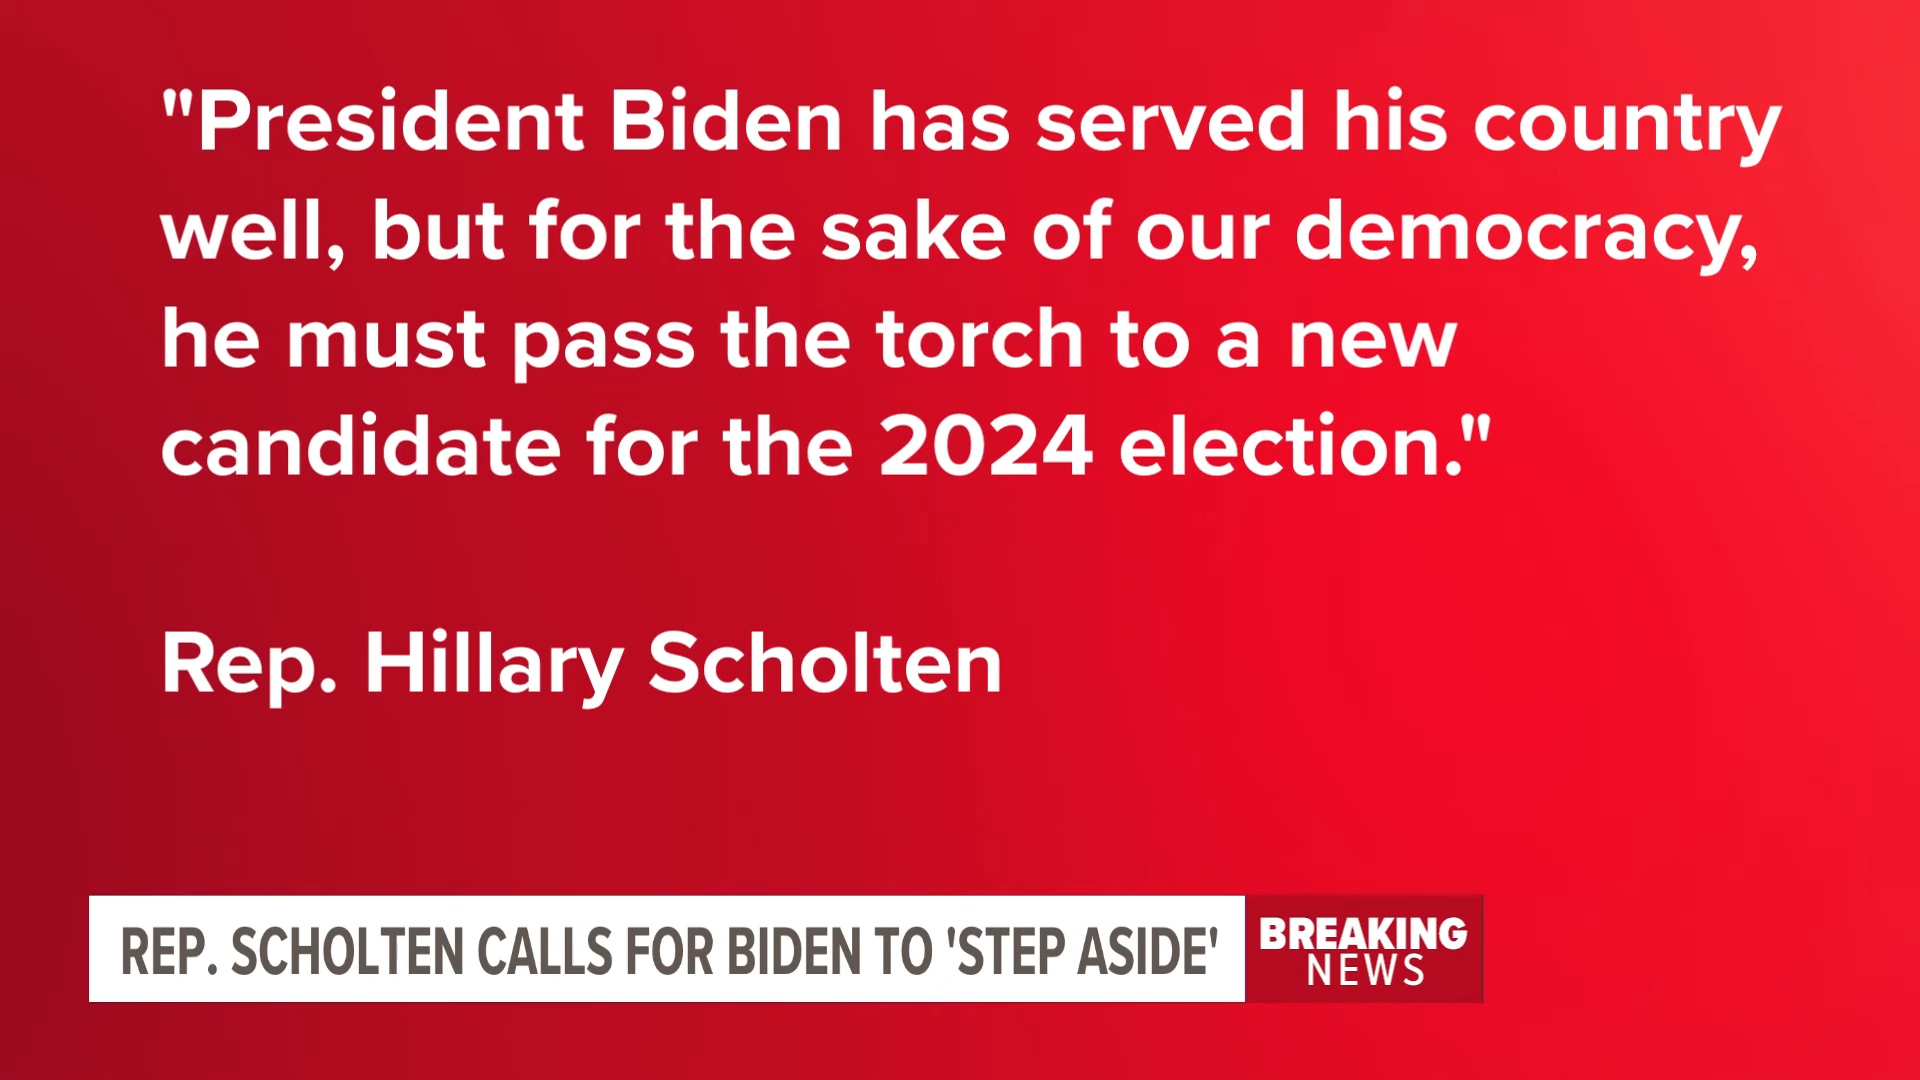 "President Biden has served his country
well, but for the sake of our democracy,
he must pass the torch to a new
candidate for the 2024 election."
Rep. Hillary Scholten
REP. SCHOLTEN CALLS FOR BIDEN TO 'STEP ASIDE'
BREAKING
NEWS